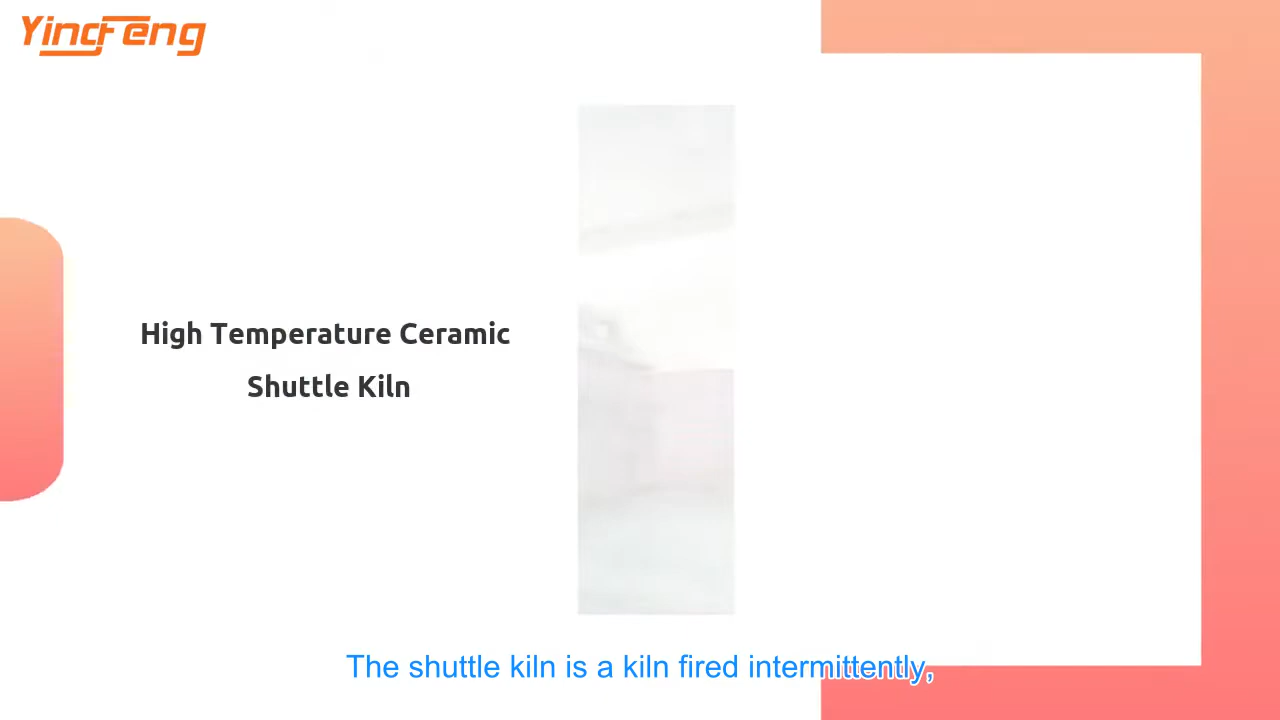 YingFeng
High Temperature Ceramic
Shuttle Kiln
The shuttle kiln is a kiln fired intermittently,